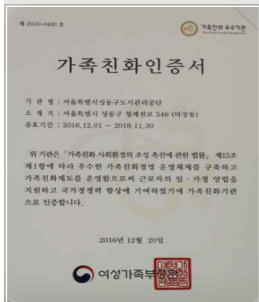 제 2016-0480 호
가족친화 우수기관
가족친화인증서
기 관 명 : 서울특별시성동구도시관리공단
소 재 지 : 서울특별시 성동구 청계천로 546 (마장동)
유효기간 : 2016.12.01 ~ 2019.11.30
위 기관은 「가족친화 사회환경의 조성 촉진에 관한 법률」 제15조
제1항에 따라 우수한 가족친화경영 운영체제를 구축하고
가족친화제도를 운영함으로써 근로자의 일·가정 양립을
지원하고 국가경쟁력 향상에 기여하였기에 가족친화기관
으로 인증합니다.
2016년 12월 20일
여성가족부장관